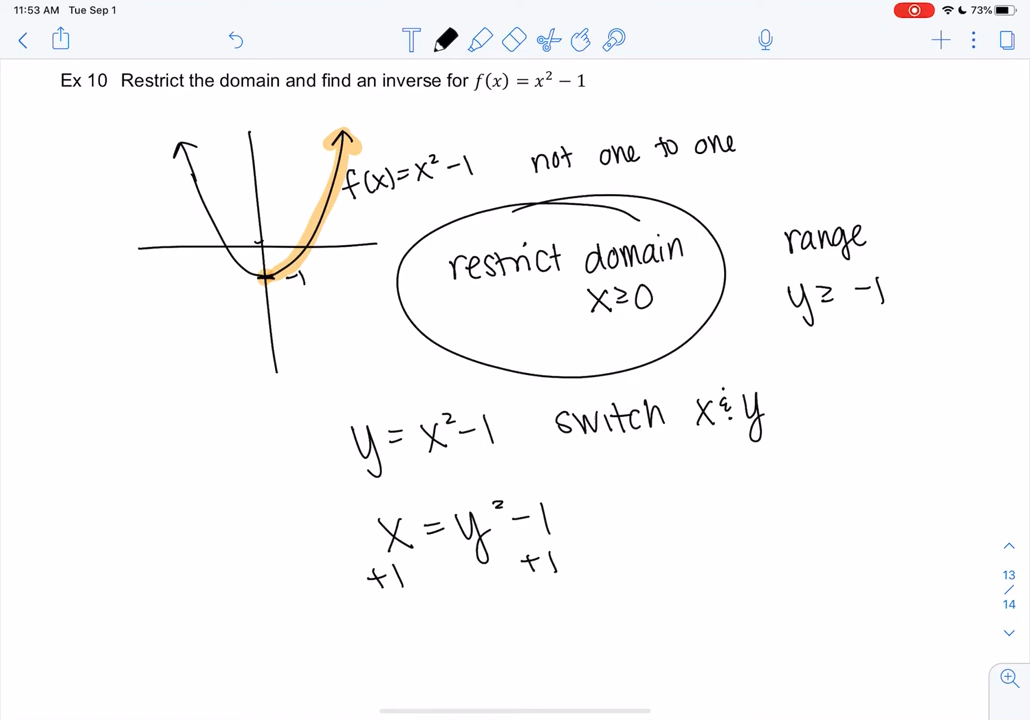 11:53 AM Tue Sep 1
73%
T
Ex 10 Restrict the domain and find an inverse for f(x) = x² − 1
f(x) = x² − 1
not one to one
restrict domain
x ≥ 0
range
y ≥ −1
−1
y = x² − 1 switch x & y
x = y² − 1
+1 +1
13
/
14